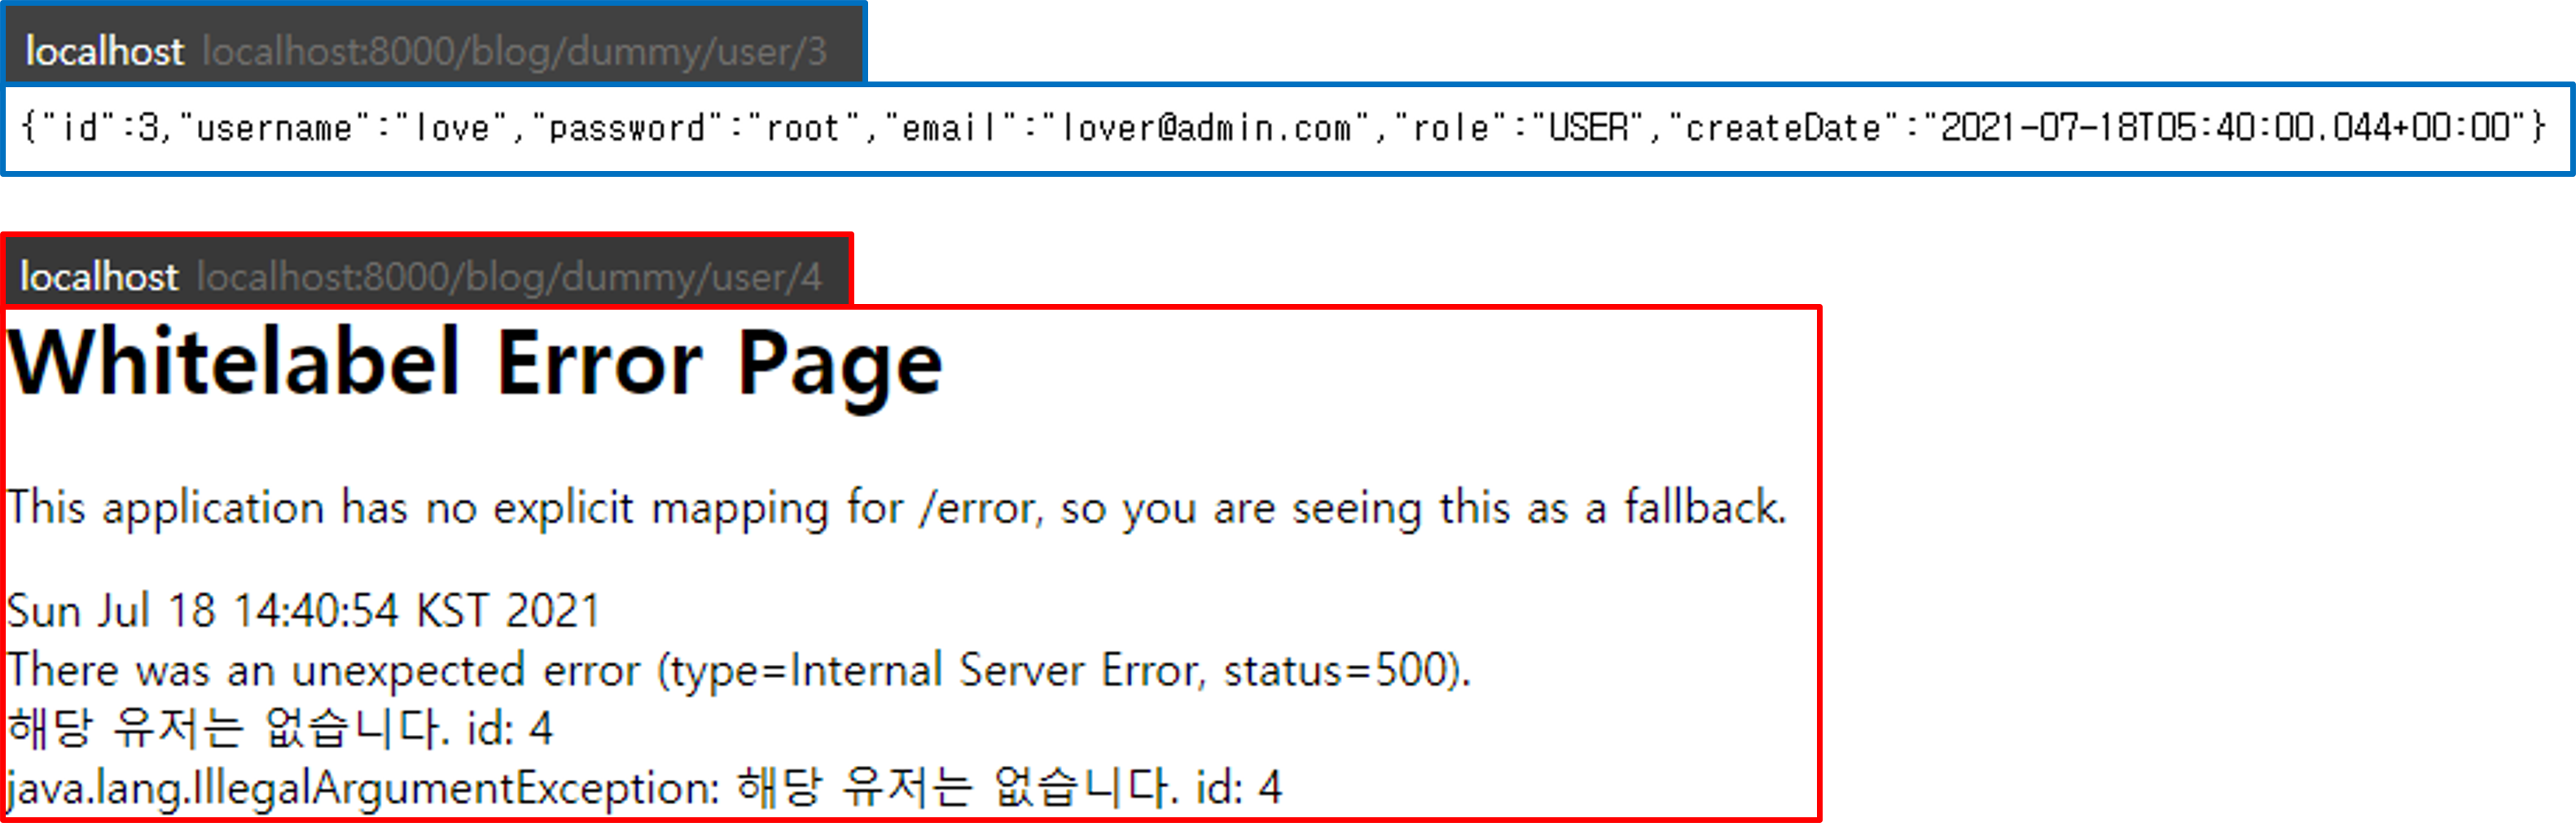 localhost localhost:8000/blog/dummy/user/3
{"id":3,"username":"love","password":"root","email":"lover@admin.com","role":"USER","createDate":"2021-07-18T05:40:00.044+00:00"}
localhost localhost:8000/blog/dummy/user/4
Whitelabel Error Page
This application has no explicit mapping for /error, so you are seeing this as a fallback.
Sun Jul 18 14:40:54 KST 2021
There was an unexpected error (type=Internal Server Error, status=500).
해당 유저는 없습니다. id: 4
java.lang.IllegalArgumentException: 해당 유저는 없습니다. id: 4